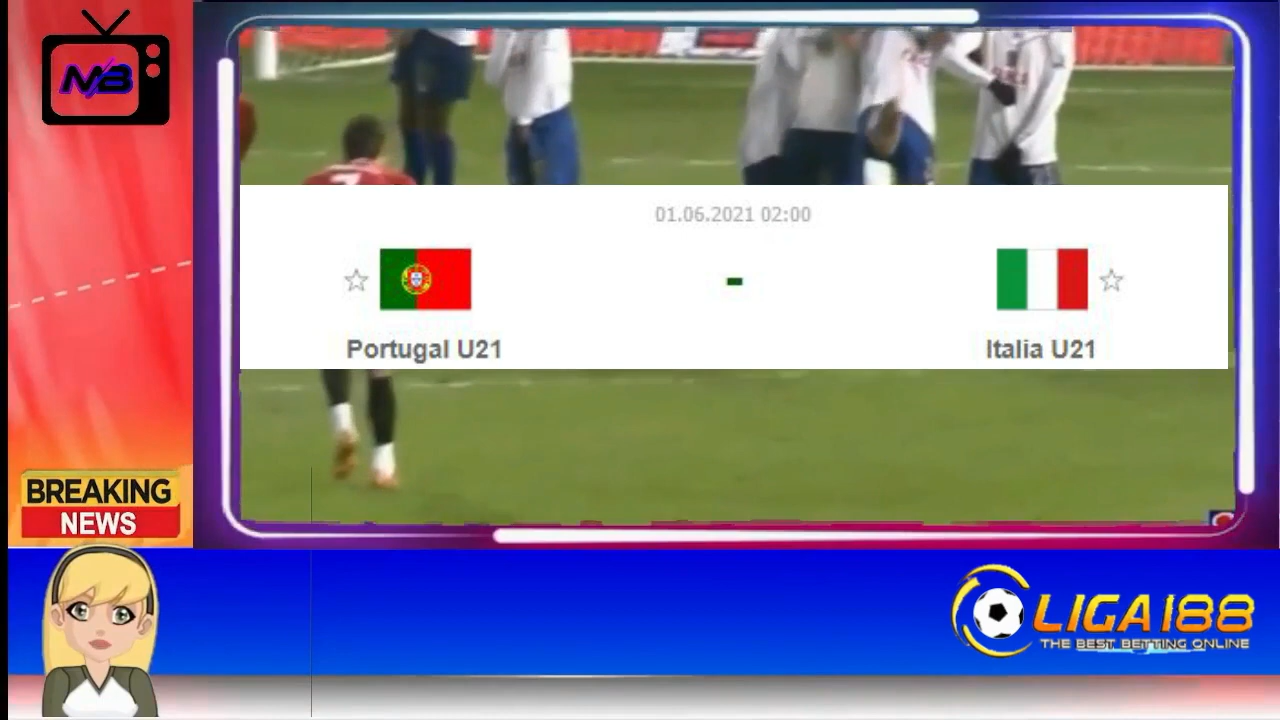 NB
01.06.2021 02:00
-
Portugal U21
Italia U21
BREAKING
NEWS
LIGA188
THE BEST BETTING ONLINE